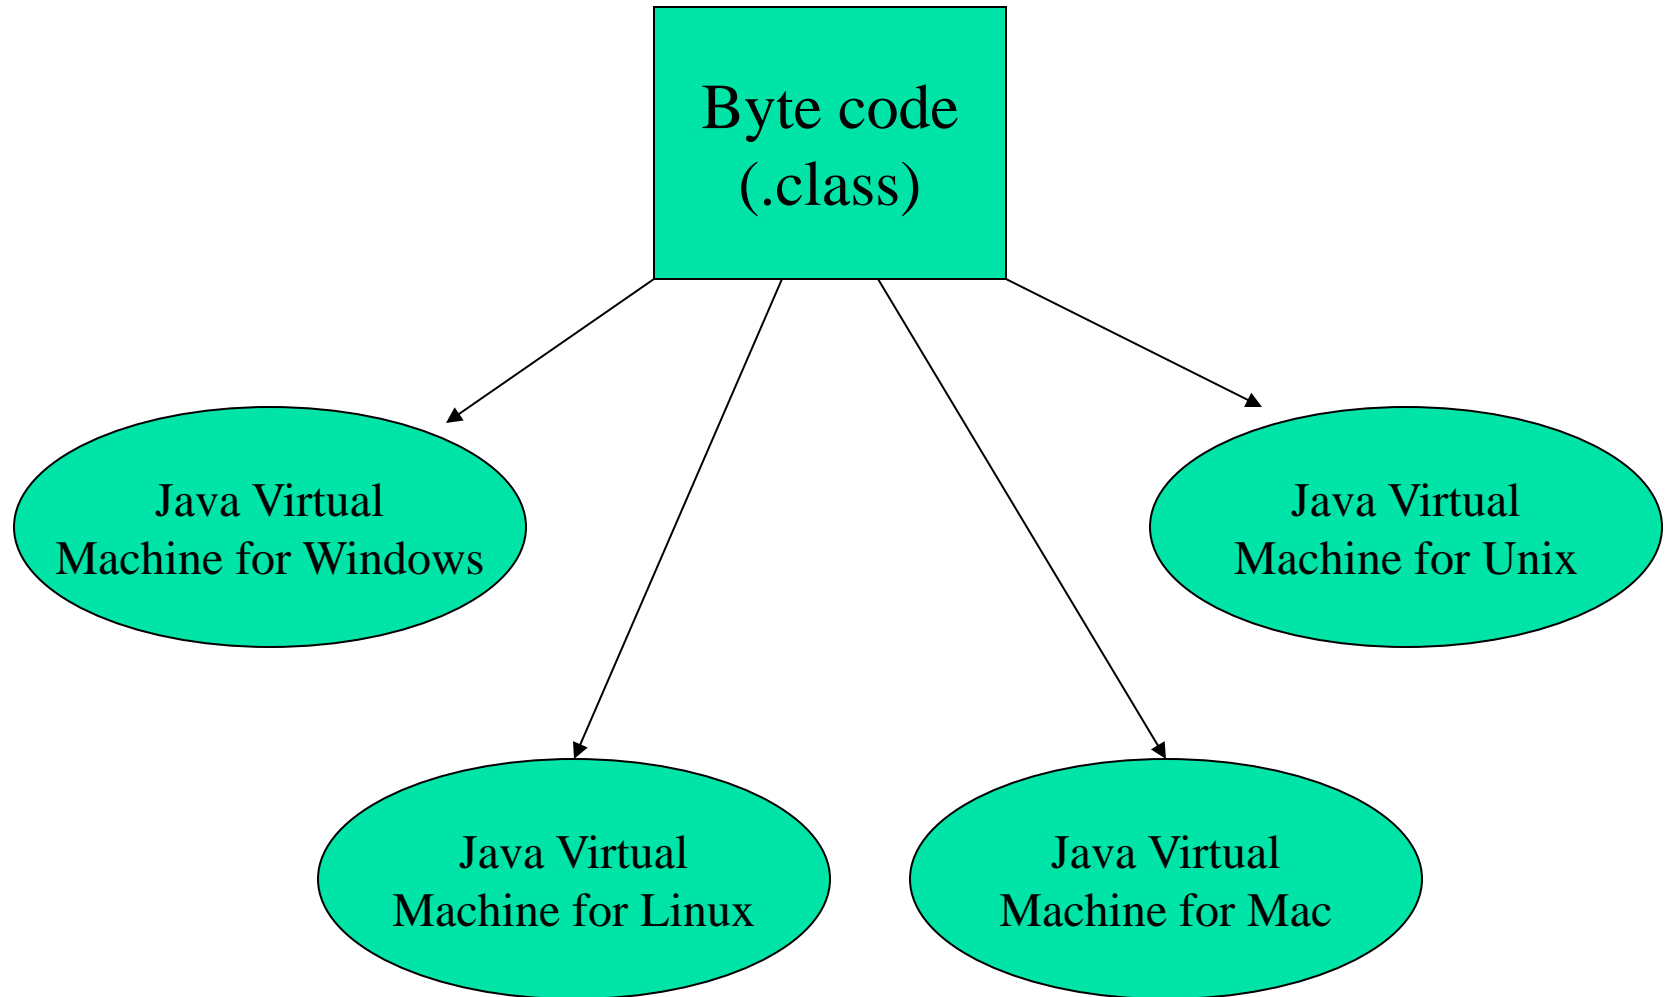 Byte code
(.class)
Java Virtual
Machine for Windows
Java Virtual
Machine for Unix
Java Virtual
Machine for Linux
Java Virtual
Machine for Mac